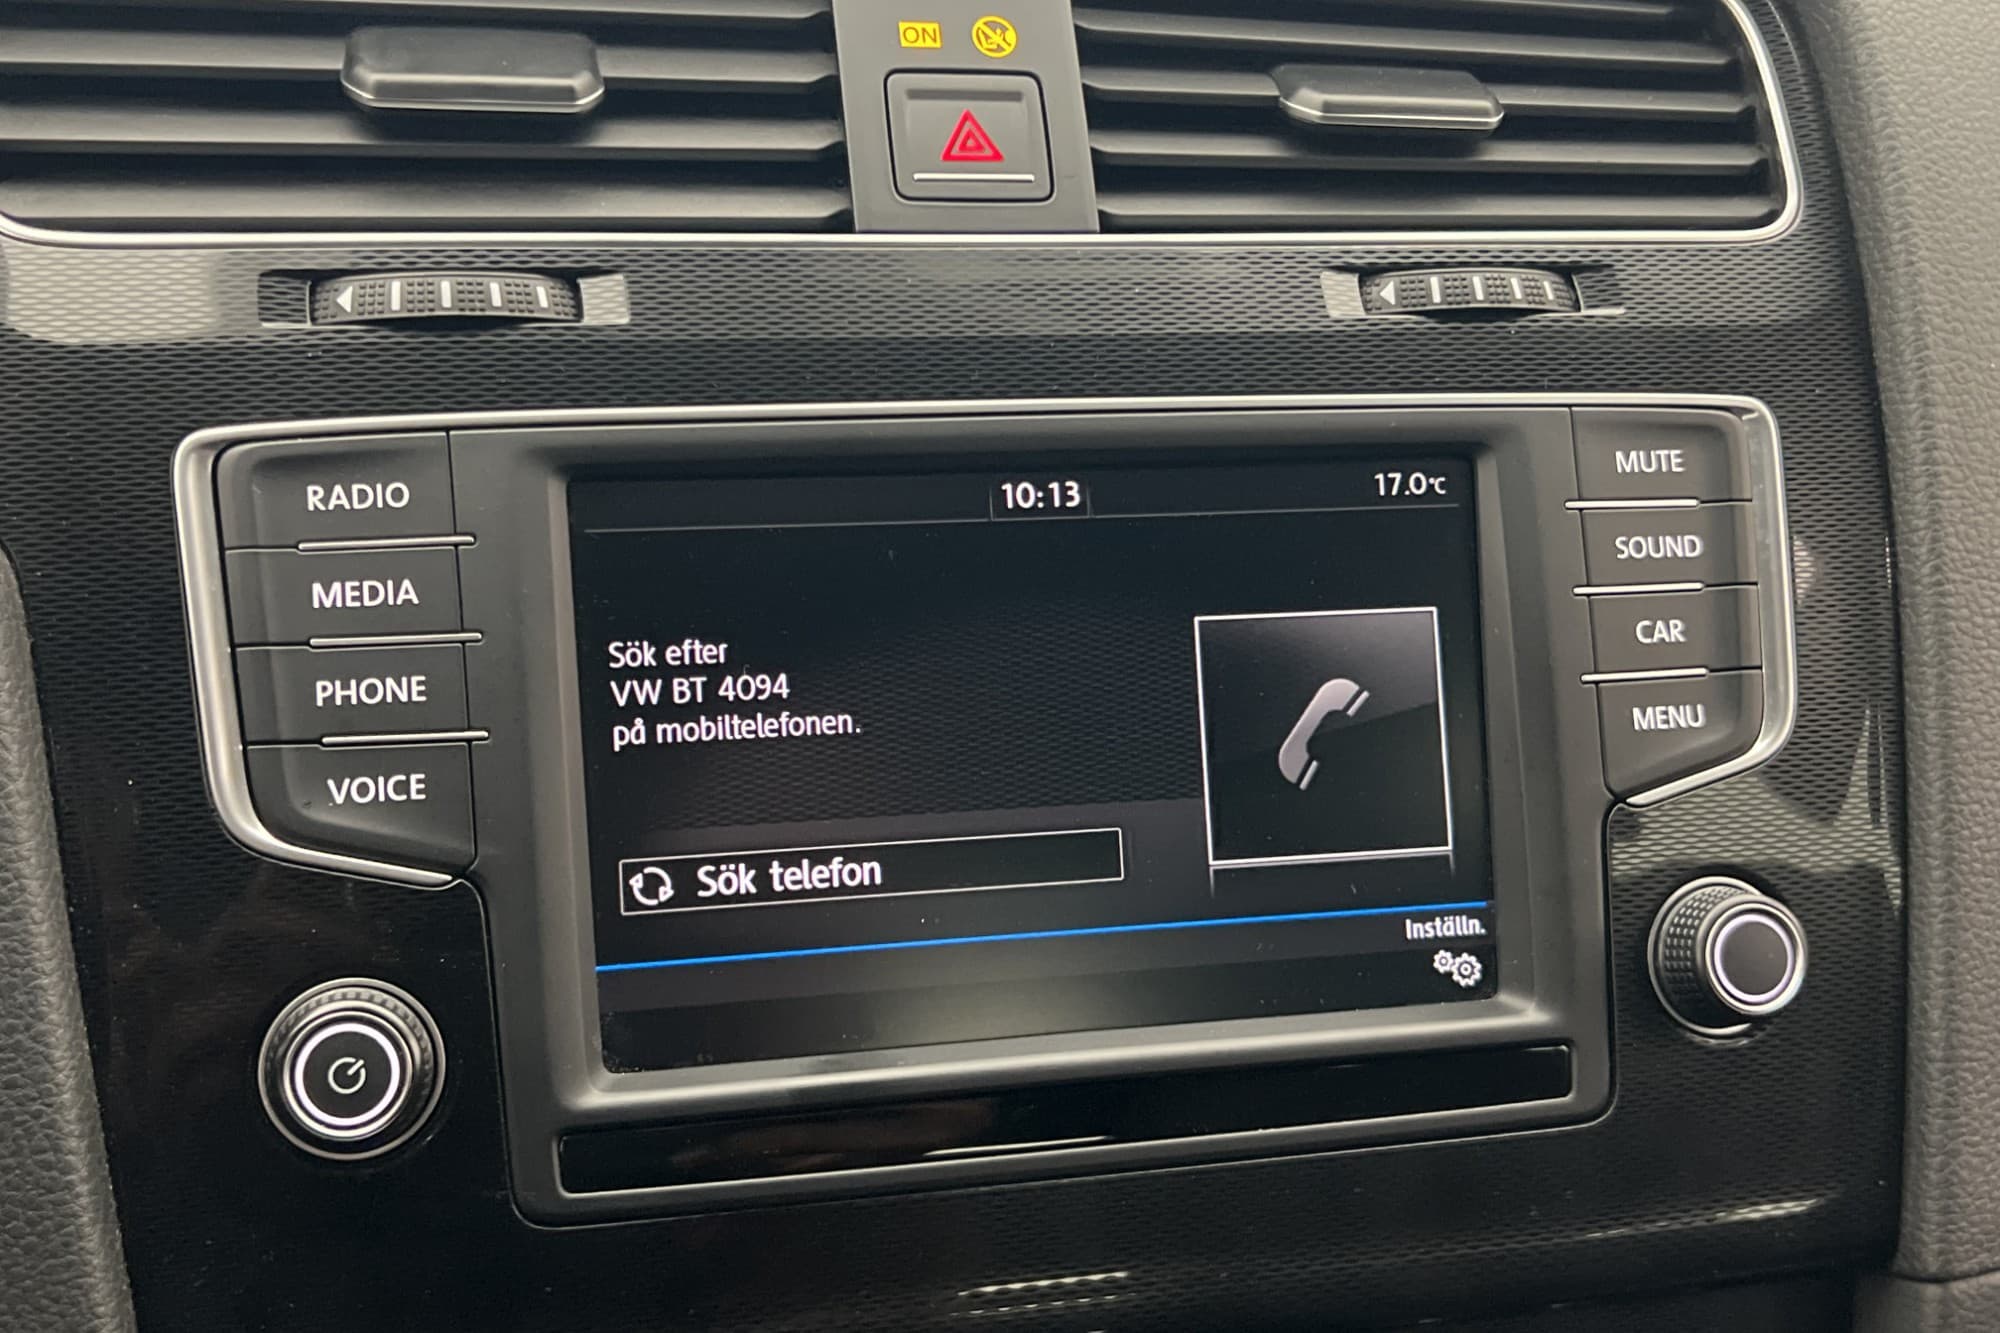 ON
RADIO
MEDIA
PHONE
VOICE
10:13
17.0°C
Sök efter
VW BT 4094
på mobiltelefonen.
Sök telefon
Inställn.
MUTE
SOUND
CAR
MENU